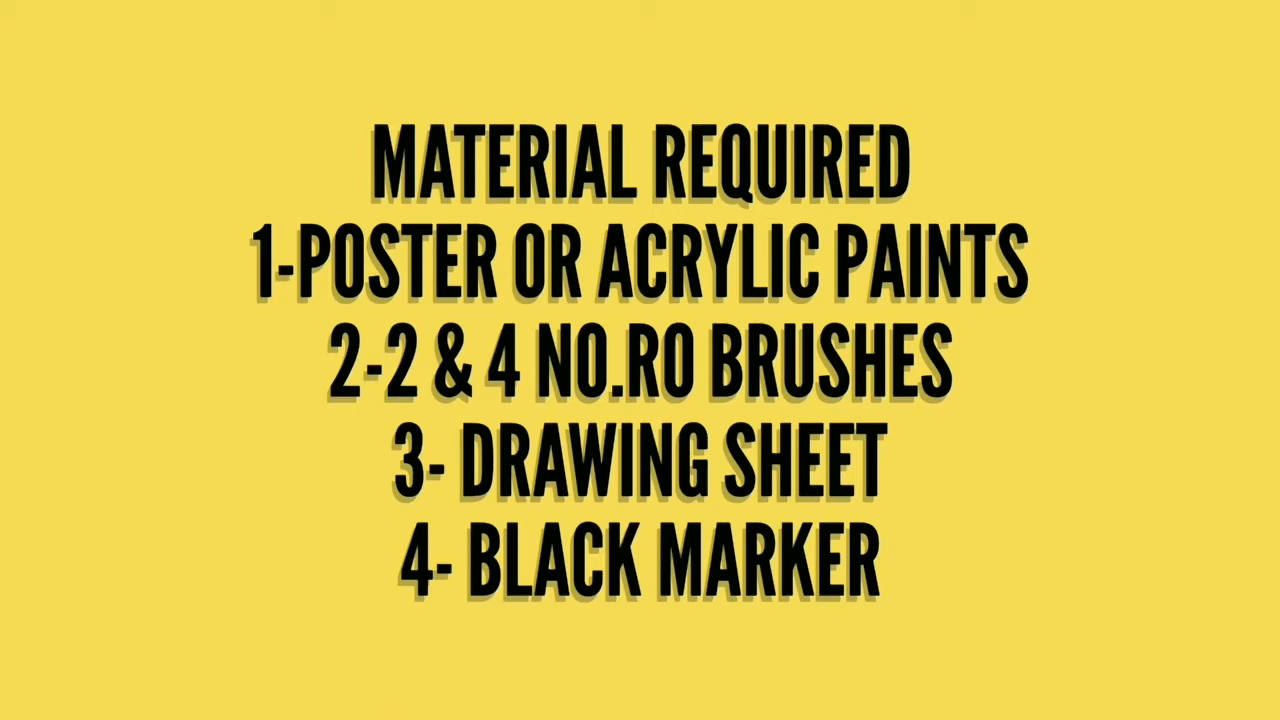 MATERIAL REQUIRED
1-POSTER OR ACRYLIC PAINTS
2-2 & 4 NO.RO BRUSHES
3- DRAWING SHEET
4- BLACK MARKER